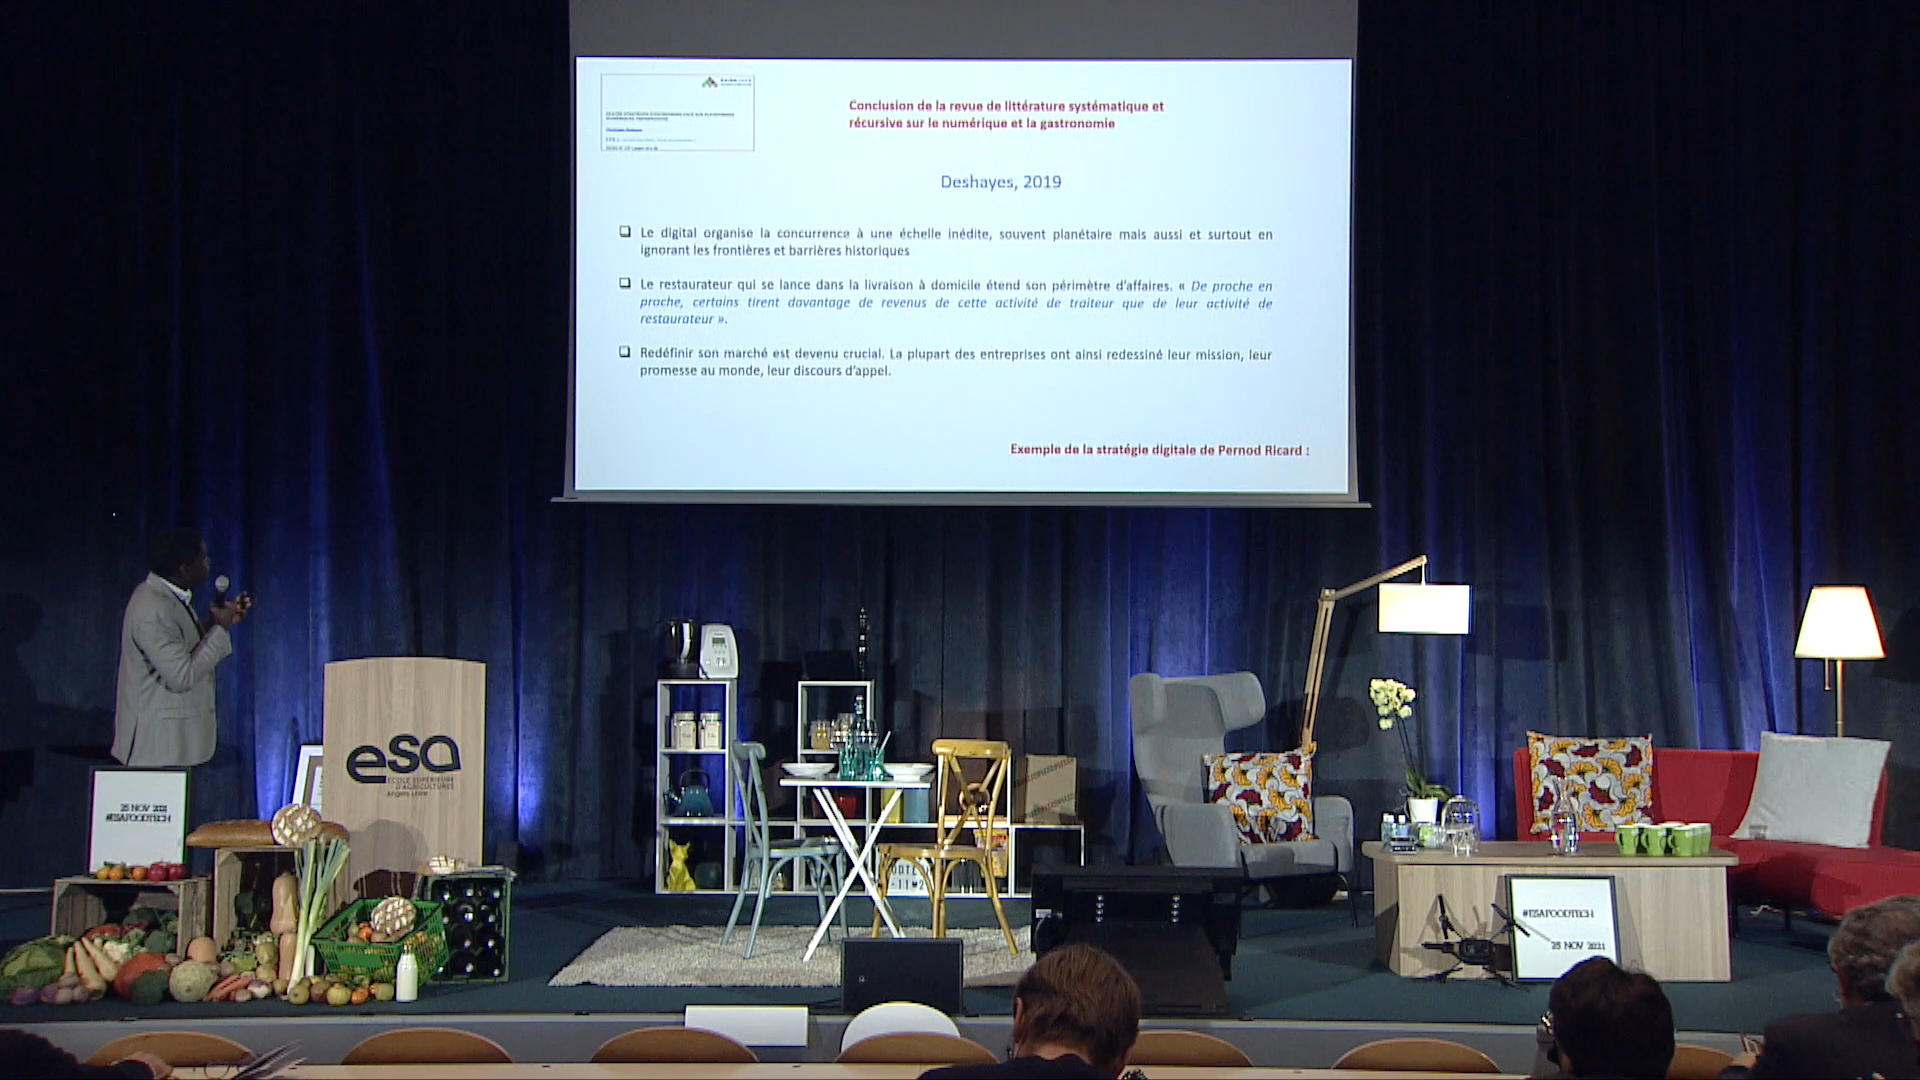 Conclusion de la revue de littérature systématique et
récursive sur le numérique et la gastronomie
Deshayes, 2019
Le digital organise la concurrence à une échelle inédite, souvent planétaire mais aussi et surtout en
ignorant les frontières et barrières historiques
Le restaurateur qui se lance dans la livraison à domicile étend son périmètre d'affaires. « De proche en
proche, certains tirent davantage de revenus de cette activité de traiteur que de leur activité de
restaurateur ».
Redéfinir son marché est devenu crucial. La plupart des entreprises ont ainsi redessiné leur mission, leur
promesse au monde, leur discours d'appel.
Exemple de la stratégie digitale de Pernod Ricard :
esa
ÉCOLE SUPÉRIEURE
D'AGRICULTURES
Angers Loire
25 NOV 2021
#ESAFOODTECH
#ESAFOODTECH
25 NOV 2021